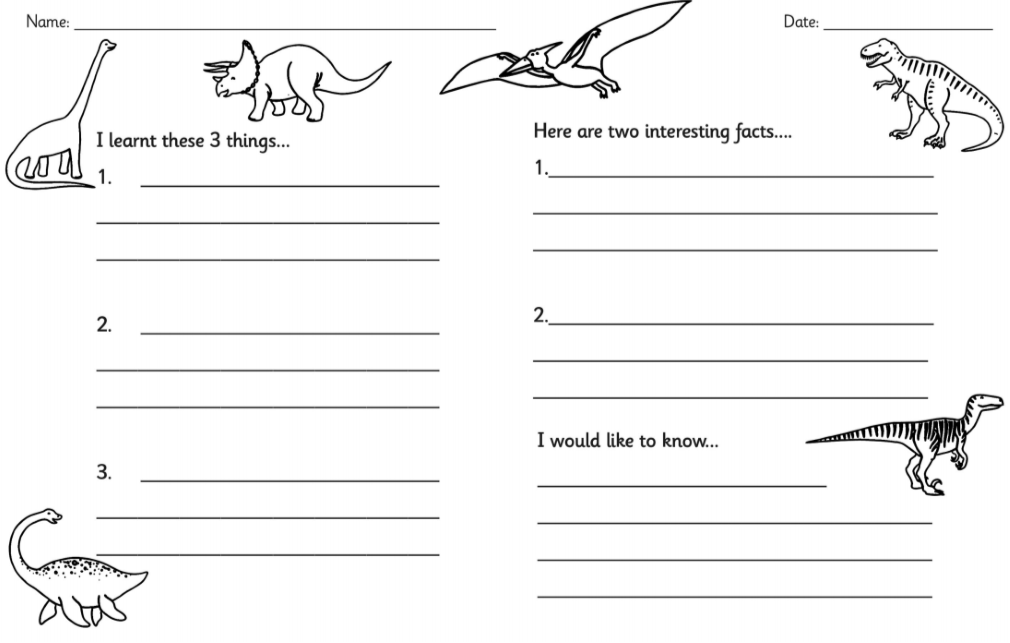 Name:
Date:
I learnt these 3 things...
1.
2.
3.
Here are two interesting facts....
1.
2.
I would like to know...